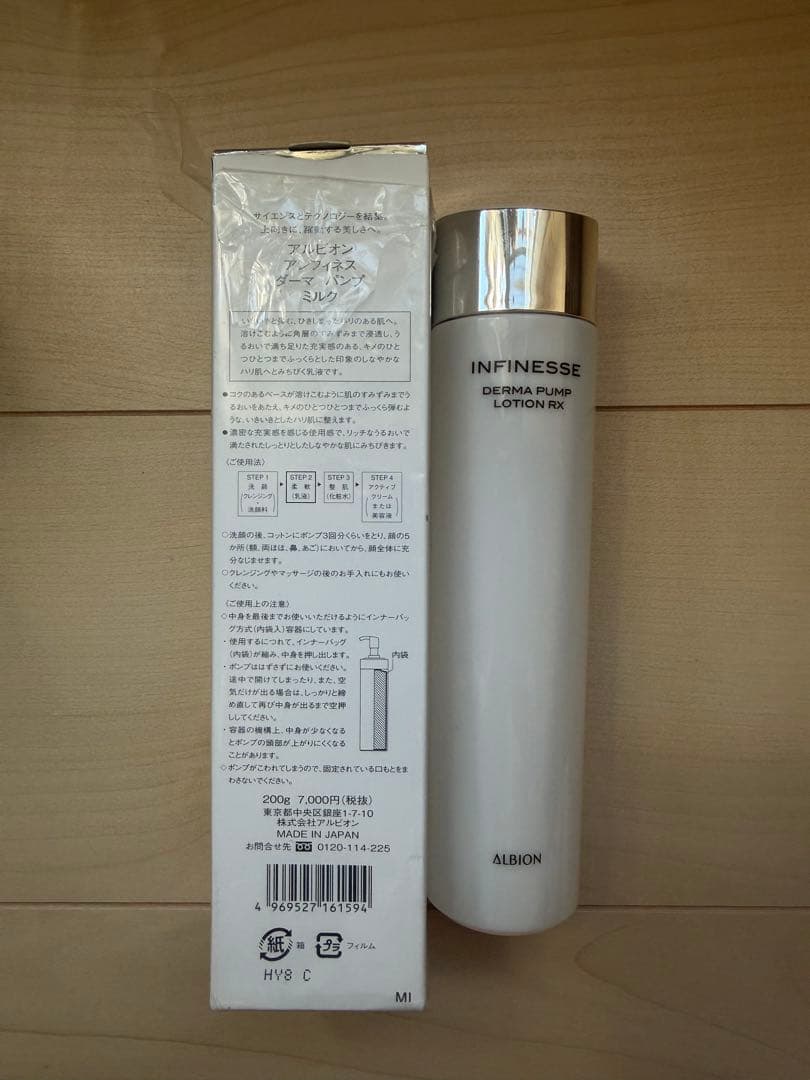 サイエンスとテクノロジーを結集。
上向きに、躍動する美しさへ。
アルビオン
アンフィネス
ダーマ パンプ
ミルク
いきいきと弾む、ひきしまったハリのある肌へ。
溶けこむように角層のすみずみまで浸透し、う
るおいで満ち足りた充実感のある、キメのひと
つひとつまでふっくらとした印象のしなやかな
ハリ肌へとみちびく乳液です。
●コクのあるベースが溶けこむように肌のすみずみまで
うるおいをあたえ、キメのひとつひとつまでふっくら弾むよ
うな、いきいきとしたハリ肌に整えます。
●濃密な充実感を感じる使用感で、リッチなうるおいで
満たされたしっとりとしたしなやかな肌にみちびきます。
〈ご使用法〉
STEP 1
洗顔
(クレンジング・
洗顔料)
STEP 2
柔軟
(乳液)
STEP 3
整肌
(化粧水)
STEP 4
アクティブ
クリーム
または
美容液
○洗顔の後、コットンにポンプ3回分くらいをとり、顔の5
か所(額、両ほほ、鼻、あご)においてから、顔全体に充
分なじませます。
○クレンジングやマッサージの後のお手入れにもお使い
ください。
〈ご使用上の注意〉
○中身を最後までお使いいただけるようにインナーバッ
グ方式(内袋入)容器にしています。
・使用するにつれて、インナーバッグ
(内袋)が縮み、中身を押し出します。
・ポンプははずさずにお使いください。
途中で開けてしまったり、また、空
気だけが出る場合は、しっかりと締
め直して再び中身が出るまで空押
ししてください。
・容器の機構上、中身が少なくなる
とポンプの頭部が上がりにくくなる
ことがあります。
内袋
○ポンプがこわれてしまうので、固定されている口もとをま
わさないでください。
200g 7,000円(税抜)
東京都中央区銀座1-7-10
株式会社アルビオン
MADE IN JAPAN
お問合せ先 0120-114-225
4 969527 161594
紙 箱 プラ フィルム
HY8 C
MI
INFINESSE
DERMA PUMP
LOTION RX
ALBION